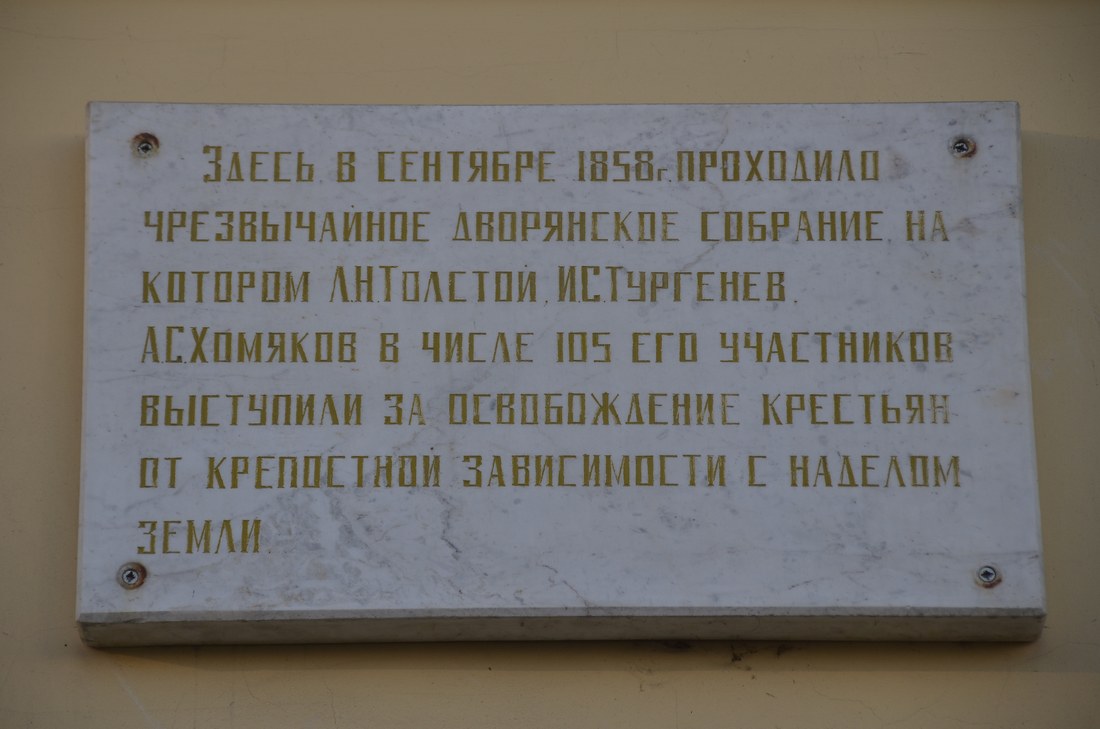 Здесь в сентябре 1858г. проходило
чрезвычайное дворянское собрание, на
котором Л.Н.Толстой, И.С.Тургенев,
А.С.Хомяков в числе 105 его участников
выступили за освобождение крестьян
от крепостной зависимости с наделом
земли.